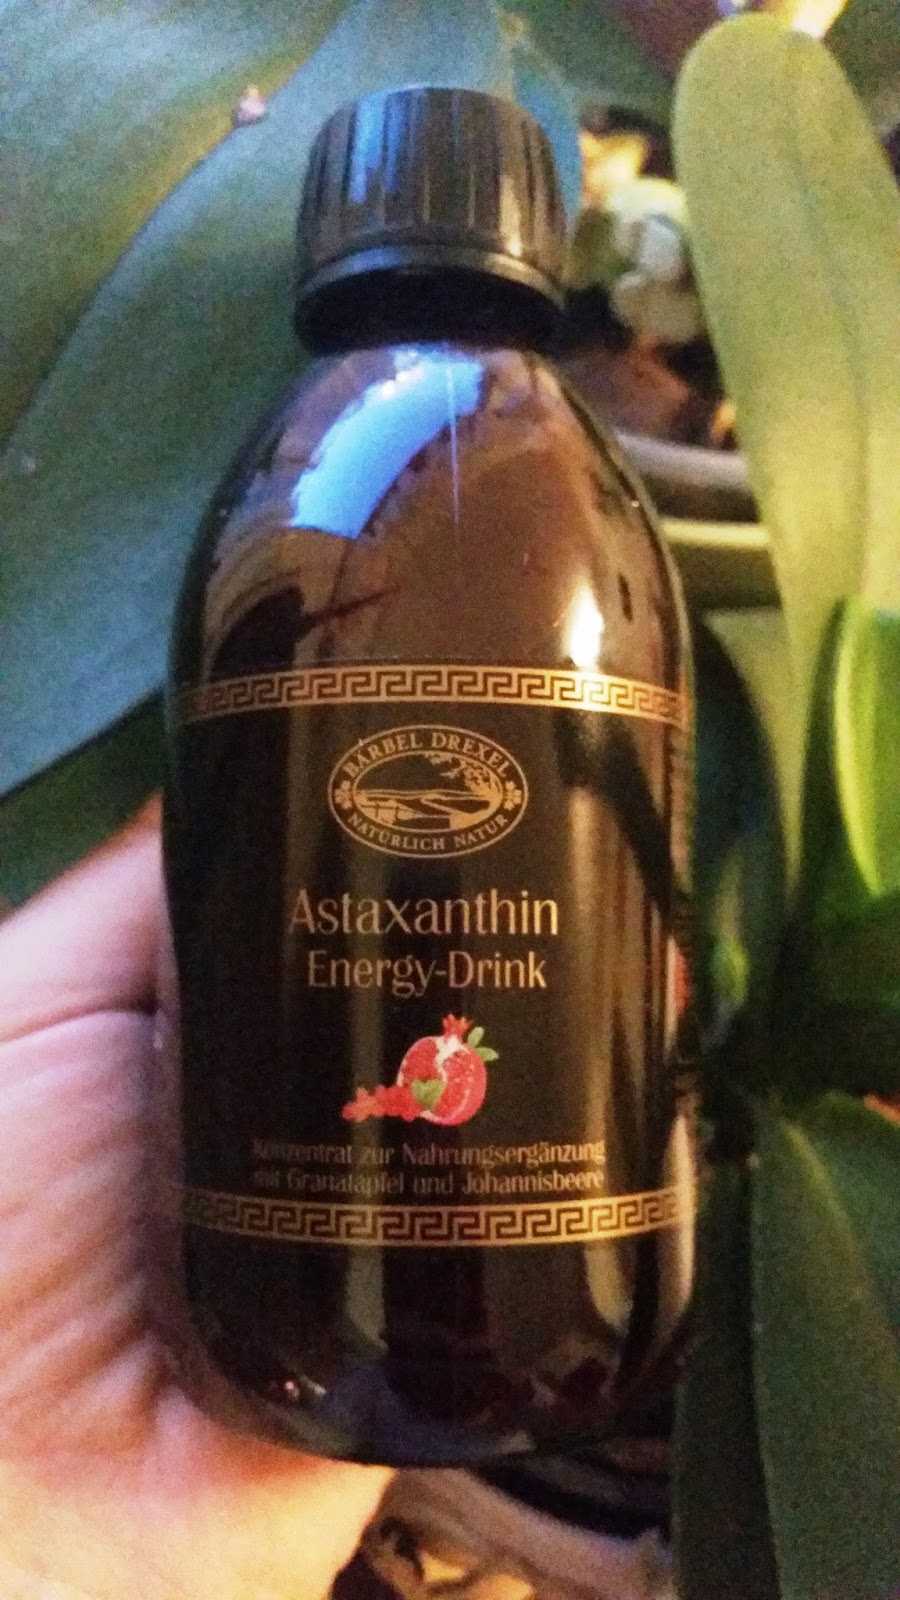 BÄRBEL DREXEL
NATÜRLICH NATUR
Astaxanthin
Energy-Drink
Konzentrat zur Nahrungsergänzung
mit Granatapfel und Johannisbeere